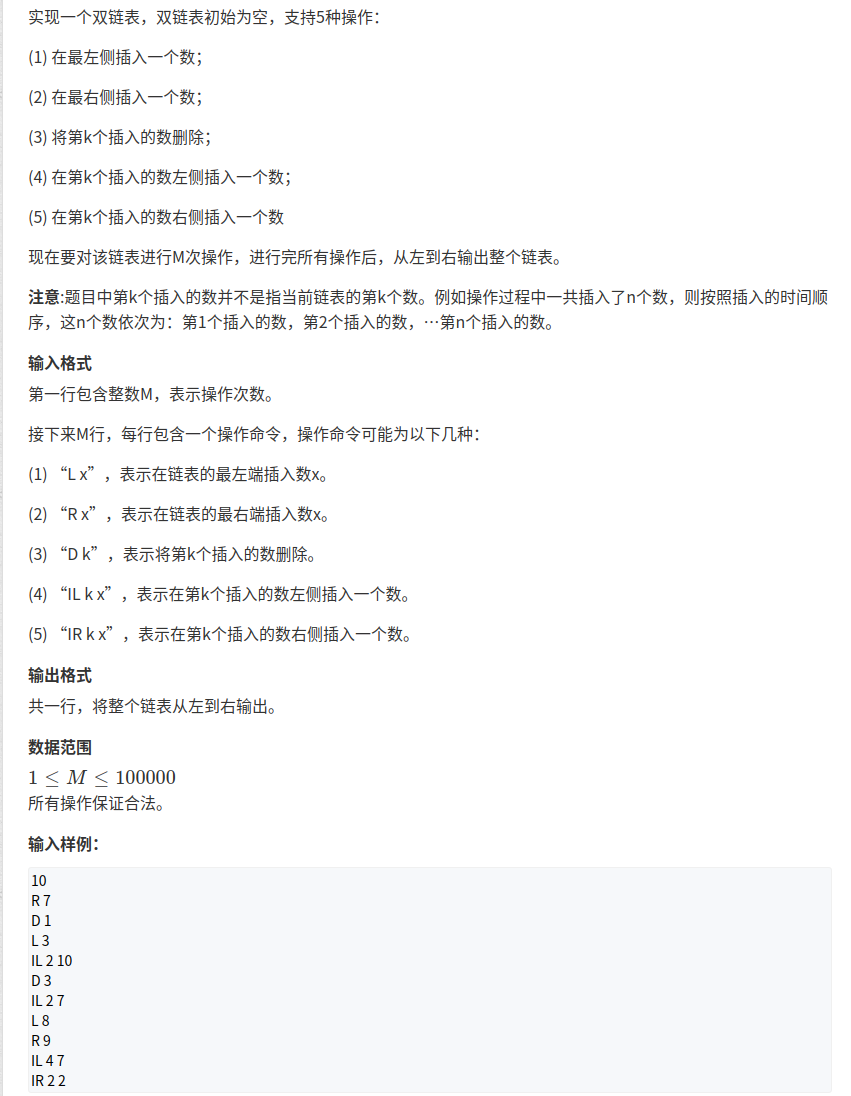 实现一个双链表，双链表初始为空，支持5种操作：
(1) 在最左侧插入一个数；
(2) 在最右侧插入一个数；
(3) 将第k个插入的数删除；
(4) 在第k个插入的数左侧插入一个数；
(5) 在第k个插入的数右侧插入一个数
现在要对该链表进行M次操作，进行完所有操作后，从左到右输出整个链表。
注意:题目中第k个插入的数并不是指当前链表的第k个数。例如操作过程中一共插入了n个数，则按照插入的时间顺
序，这n个数依次为：第1个插入的数，第2个插入的数，…第n个插入的数。
输入格式
第一行包含整数M，表示操作次数。
接下来M行，每行包含一个操作命令，操作命令可能为以下几种：
(1) “L x”，表示在链表的最左端插入数x。
(2) “R x”，表示在链表的最右端插入数x。
(3) “D k”，表示将第k个插入的数删除。
(4) “IL k x”，表示在第k个插入的数左侧插入一个数。
(5) “IR k x”，表示在第k个插入的数右侧插入一个数。
输出格式
共一行，将整个链表从左到右输出。
数据范围
1 ≤ M ≤ 100000
所有操作保证合法。
输入样例：
10
R 7
D 1
L 3
IL 2 10
D 3
IL 2 7
L 8
R 9
IL 4 7
IR 2 2